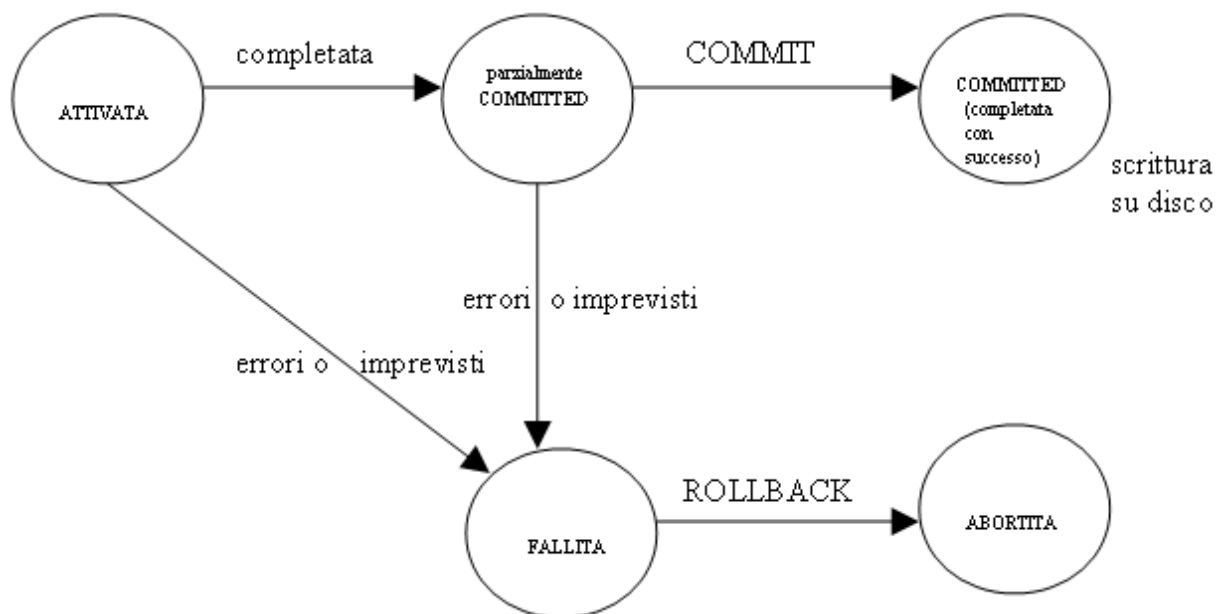 completata
COMMIT
ATTIVATA
parzialmente
COMMITTED
COMMITTED
(completata
con
successo)
scrittura
su disco
errori o imprevisti
errori o imprevisti
ROLLBACK
FALLITA
ABORTITA